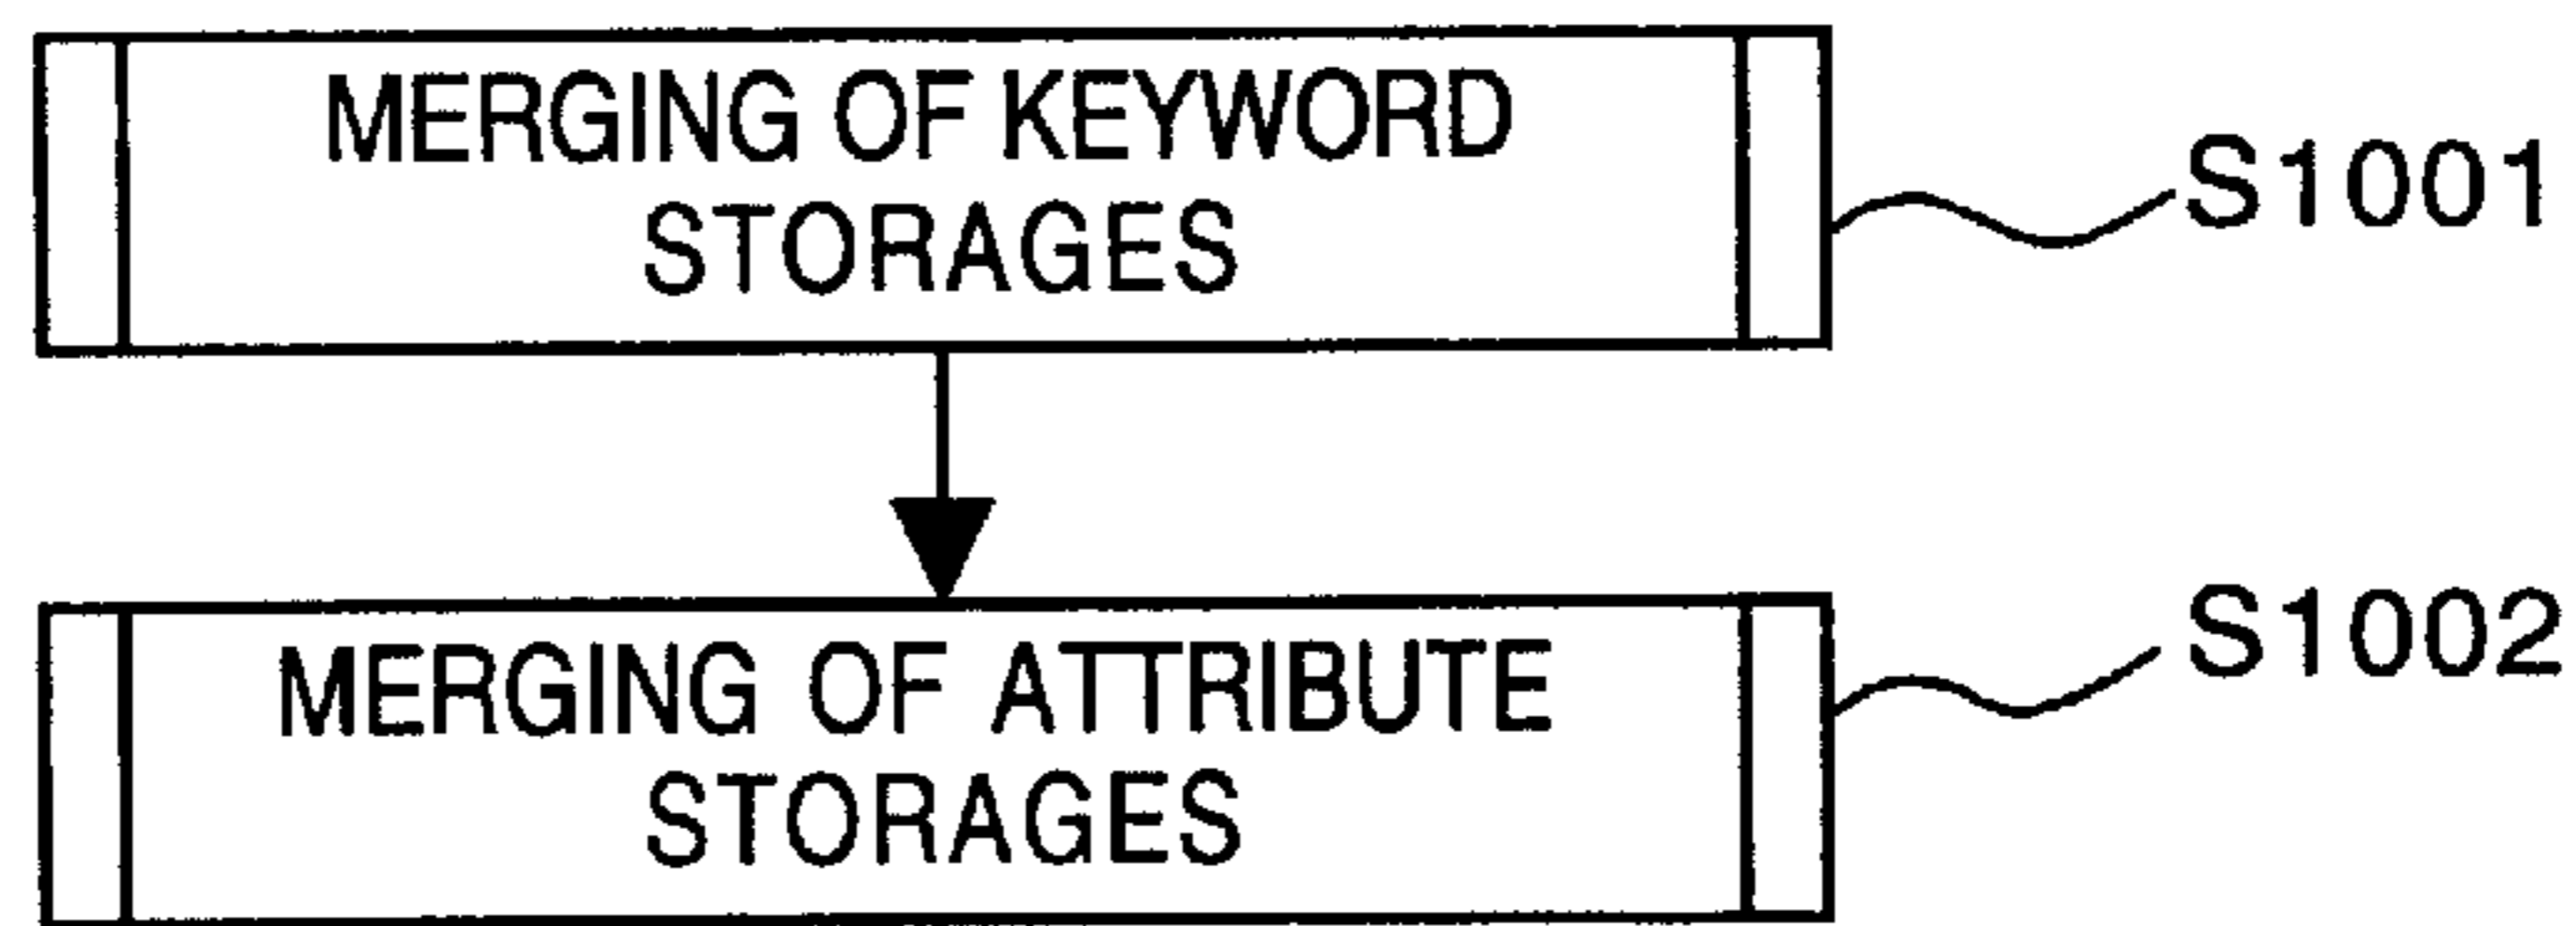 MERGING OF KEYWORD
STORAGES
S1001
MERGING OF ATTRIBUTE
STORAGES
S1002